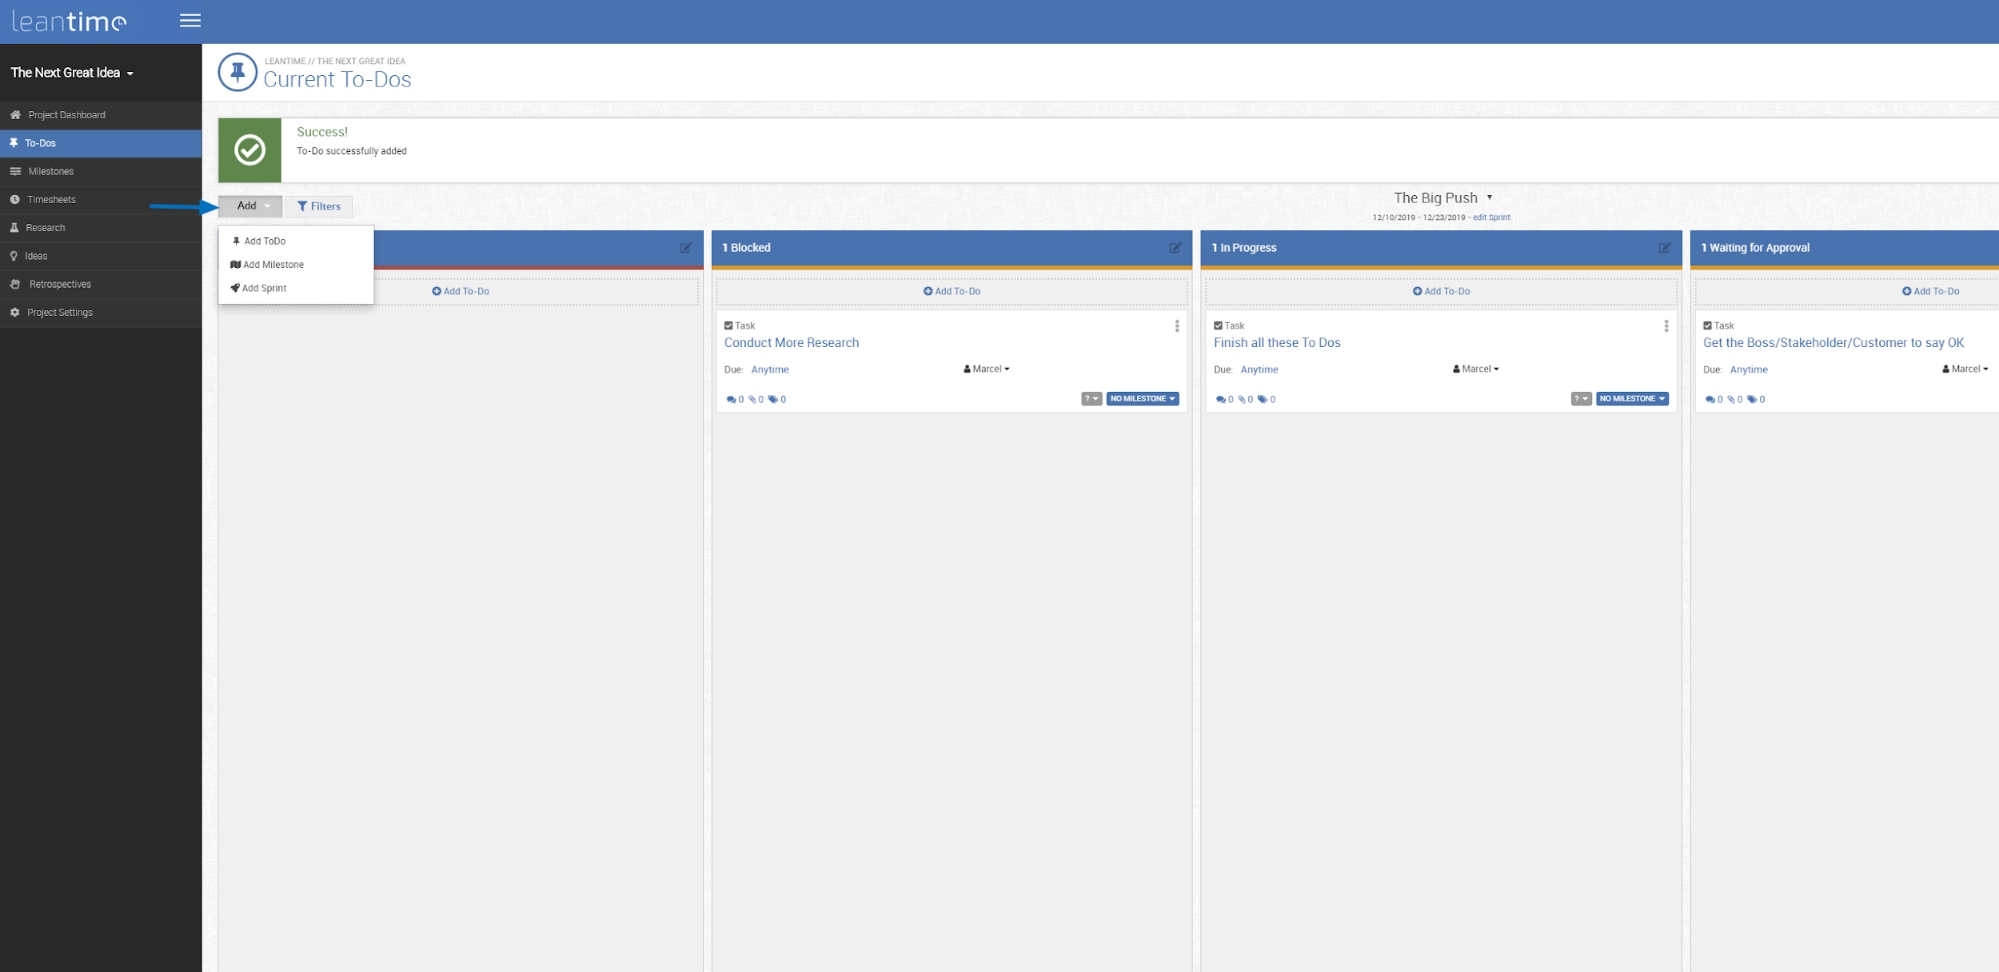 leantime
The Next Great Idea
Project Dashboard
To-Dos
Milestones
Timesheets
Research
Ideas
Retrospectives
Project Settings
LEANTIME // THE NEXT GREAT IDEA
Current To-Dos
Success!
To-Do successfully added
Add
Filters
The Big Push
12/10/2019 - 12/23/2019 - edit Sprint
Add ToDo
Add Milestone
Add Sprint
Add To-Do
1 Blocked
Add To-Do
Task
Conduct More Research
Due: Anytime
Marcel
0 0 0
?
NO MILESTONE
1 In Progress
Add To-Do
Task
Finish all these To Dos
Due: Anytime
Marcel
0 0 0
?
NO MILESTONE
1 Waiting for Approval
Add To-Do
Task
Get the Boss/Stakeholder/Customer to say OK
Due: Anytime
Marcel
0 0 0